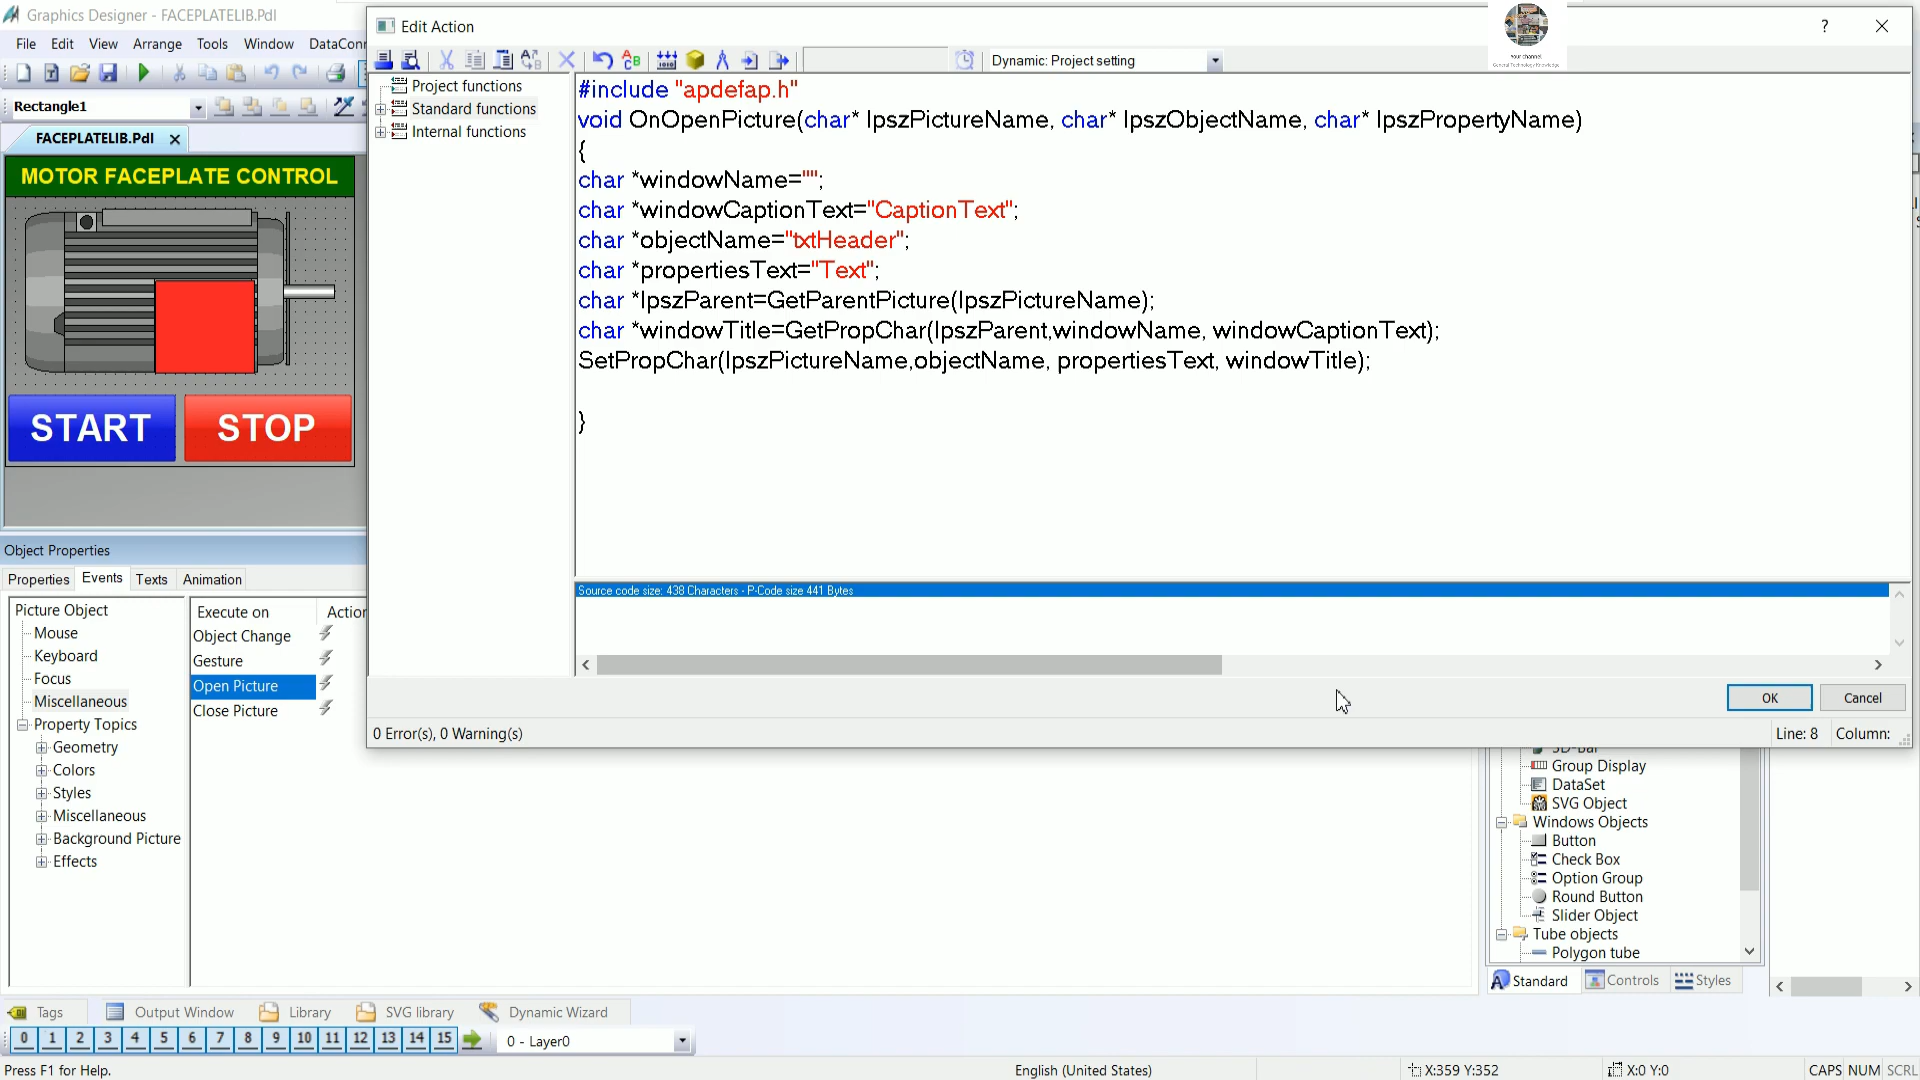 Graphics Designer - FACEPLATELIB.Pdl
File Edit View Arrange Tools Window DataConn
Rectangle1
FACEPLATELIB.Pdl
MOTOR FACEPLATE CONTROL
START STOP
Edit Action
?
Your channel
General Technology Knowledge
Dynamic: Project setting
Project functions
Standard functions
Internal functions
#include "apdefap.h"
void OnOpenPicture(char* lpszPictureName, char* lpszObjectName, char* lpszPropertyName)
{
char *windowName="";
char *windowCaptionText="CaptionText";
char *objectName="txtHeader";
char *propertiesText="Text";
char *lpszParent=GetParentPicture(lpszPictureName);
char *windowTitle=GetPropChar(lpszParent,windowName, windowCaptionText);
SetPropChar(lpszPictureName,objectName, propertiesText, windowTitle);
}
Source code size: 438 Characters - P-Code size 441 Bytes
OK Cancel
0 Error(s), 0 Warning(s)
Line: 8 Column:
Object Properties
Properties Events Texts Animation
Picture Object
Mouse
Keyboard
Focus
Miscellaneous
Property Topics
Geometry
Colors
Styles
Miscellaneous
Background Picture
Effects
Execute on Action
Object Change
Gesture
Open Picture
Close Picture
3D-Bar
Group Display
DataSet
SVG Object
Windows Objects
Button
Check Box
Option Group
Round Button
Slider Object
Tube objects
Polygon tube
Standard Controls Styles
Tags Output Window Library SVG library Dynamic Wizard
0 1 2 3 4 5 6 7 8 9 10 11 12 13 14 15 0 - Layer0
Press F1 for Help.
English (United States)
X:359 Y:352
X:0 Y:0
CAPS NUM SCRL